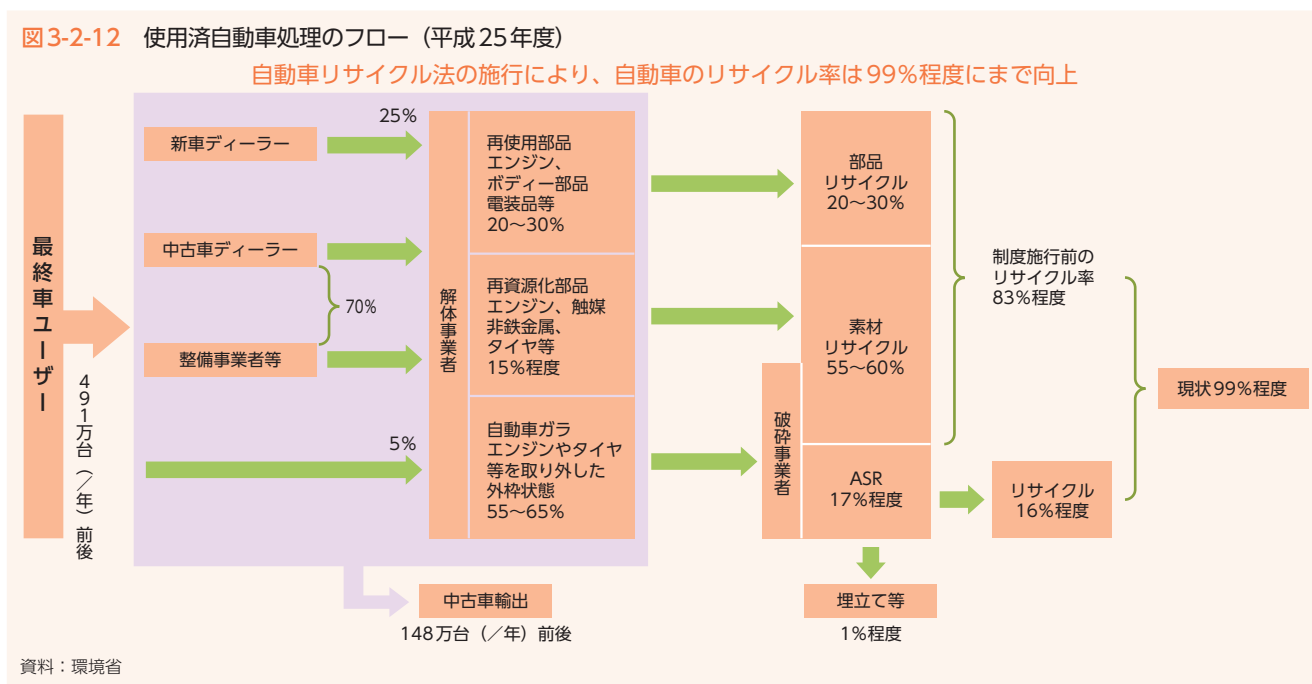 図3-2-12 使用済自動車処理のフロー（平成25年度）
自動車リサイクル法の施行により、自動車のリサイクル率は99％程度にまで向上
最終車ユーザー
491万台（／年）前後
新車ディーラー
中古車ディーラー
整備事業者等
25％
70％
5％
解体事業者
再使用部品
エンジン、
ボディー部品
電装品等
20～30％
再資源化部品
エンジン、触媒
非鉄金属、
タイヤ等
15％程度
自動車ガラ
エンジンやタイヤ
等を取り外した
外枠状態
55～65％
中古車輸出
148万台（／年）前後
破砕事業者
部品
リサイクル
20～30％
素材
リサイクル
55～60％
ASR
17％程度
埋立て等
1％程度
リサイクル
16％程度
制度施行前の
リサイクル率
83％程度
現状99％程度
資料：環境省